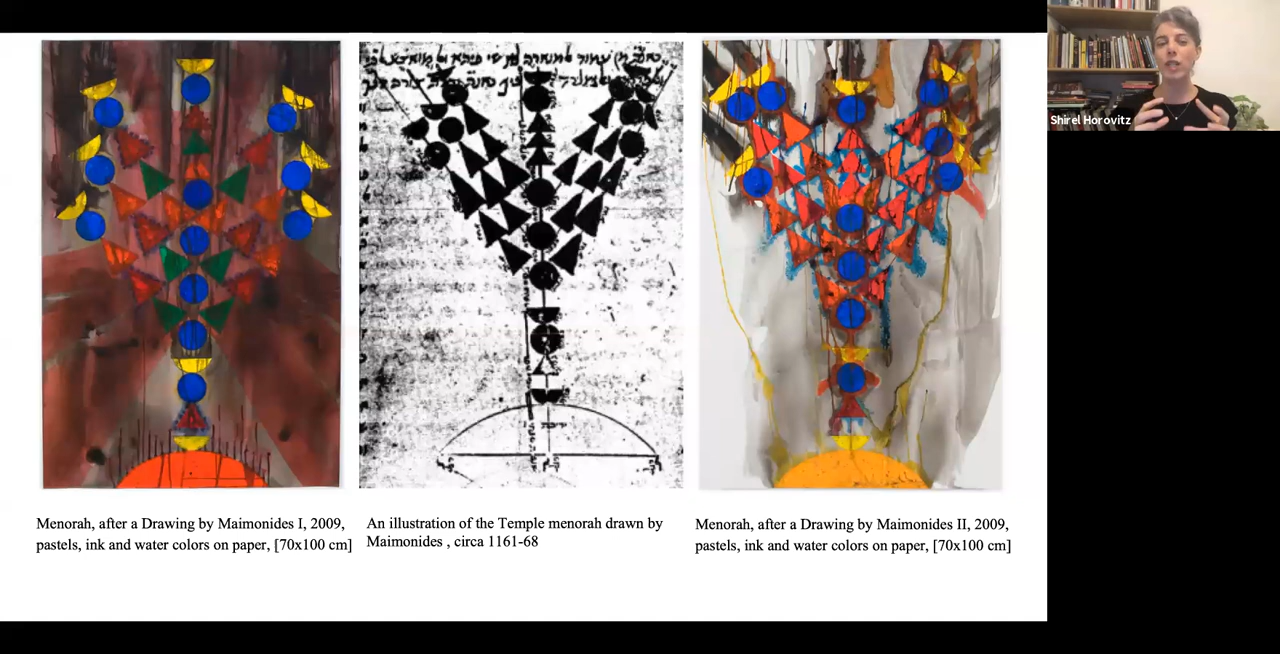 Shirel Horovitz
Menorah, after a Drawing by Maimonides I, 2009,
pastels, ink and water colors on paper, [70x100 cm]
An illustration of the Temple menorah drawn by
Maimonides , circa 1161-68
Menorah, after a Drawing by Maimonides II, 2009,
pastels, ink and water colors on paper, [70x100 cm]